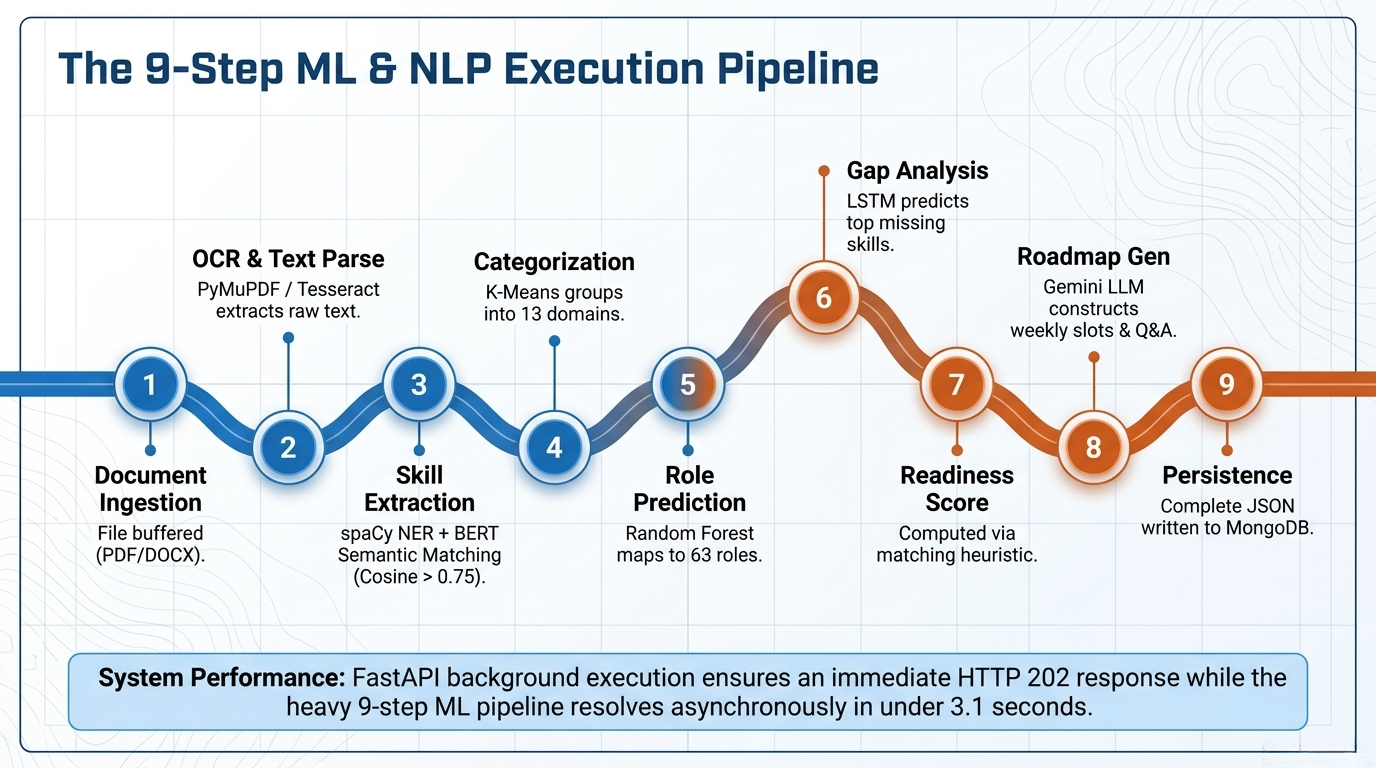 The 9-Step ML & NLP Execution Pipeline
1
Document
Ingestion
File buffered
(PDF/DOCX).
OCR & Text Parse
PyMuPDF / Tesseract
extracts raw text.
2
3
Skill
Extraction
spaCy NER + BERT
Semantic Matching
(Cosine > 0.75).
Categorization
K-Means groups
into 13 domains.
4
5
Role
Prediction
Random Forest
maps to 63 roles.
Gap Analysis
LSTM predicts
top missing
skills.
6
7
Readiness
Score
Computed via
matching heuristic.
Roadmap Gen
Gemini LLM
constructs
weekly slots & Q&A.
8
9
Persistence
Complete JSON
written to MongoDB.
System Performance: FastAPI background execution ensures an immediate HTTP 202 response while the
heavy 9-step ML pipeline resolves asynchronously in under 3.1 seconds.